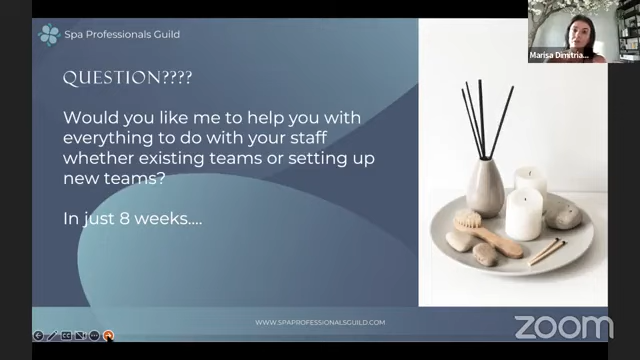 Spa Professionals Guild
QUESTION????
Would you like me to help you with
everything to do with your staff
whether existing teams or setting up
new teams?
In just 8 weeks....
WWW.SPAPROFESSIONALSGUILD.COM
Marisa Dimitria...
zoom